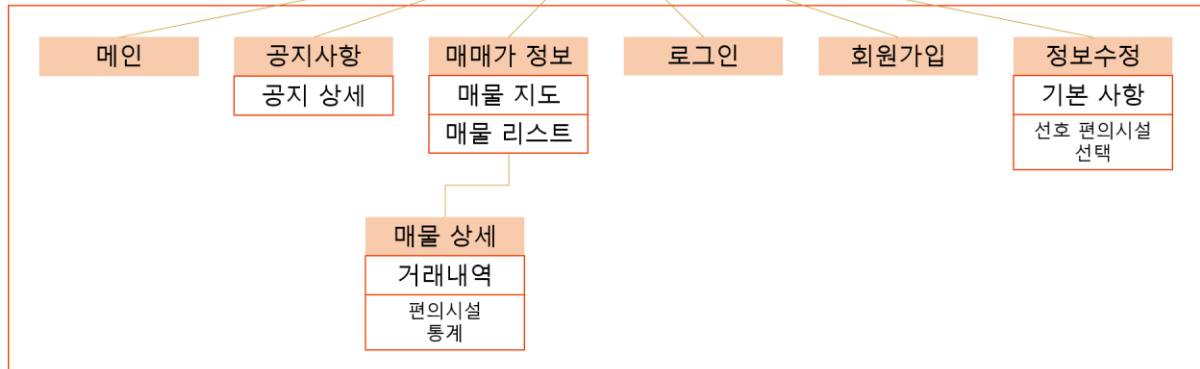 메인
공지사항
공지 상세
매매가 정보
매물 지도
매물 리스트
로그인
회원가입
정보수정
기본 사항
선호 편의시설
선택
매물 상세
거래내역
편의시설
통계